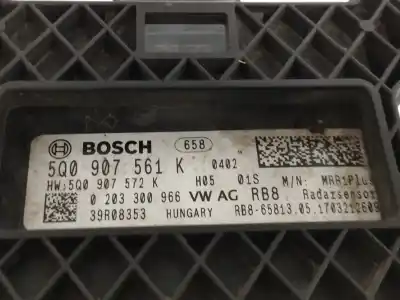 BOSCH 658
5Q0 907 561 K 0402
HW:5Q0 907 572 K H05 01S M/N: MRR1Plus
0 203 300 966 VW AG RB8 Radarsensor
39R08353 HUNGARY RB8-65813.05.1703212609